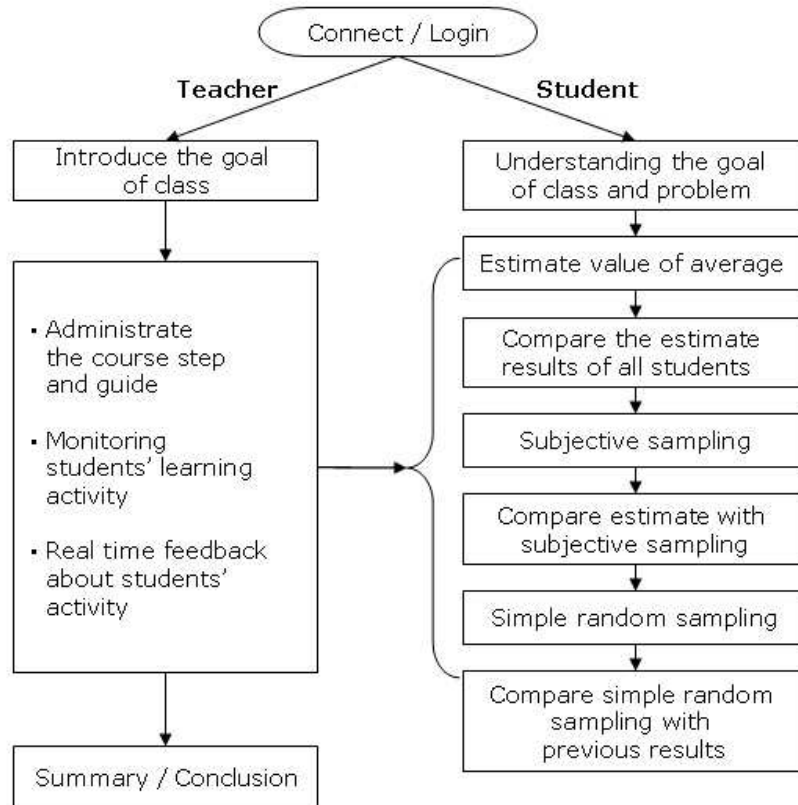 Connect / Login
Teacher
Student
Introduce the goal
of class
▪ Administrate
the course step
and guide
▪ Monitoring
students’ learning
activity
▪ Real time feedback
about students’
activity
Summary / Conclusion
Understanding the goal
of class and problem
Estimate value of average
Compare the estimate
results of all students
Subjective sampling
Compare estimate with
subjective sampling
Simple random sampling
Compare simple random
sampling with
previous results